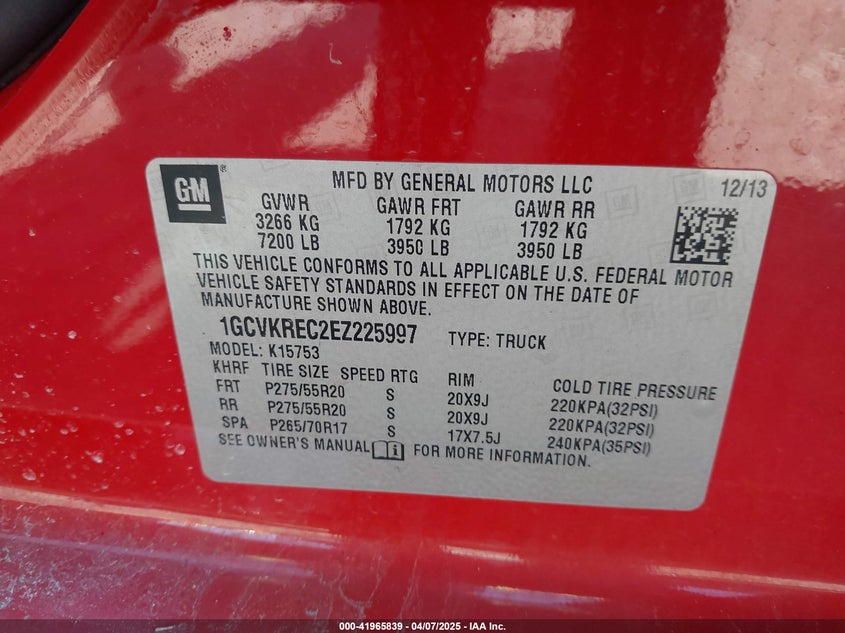 GM ®
MFD BY GENERAL MOTORS LLC 12/13
GVWR GAWR FRT GAWR RR
3266 KG 1792 KG 1792 KG
7200 LB 3950 LB 3950 LB
THIS VEHICLE CONFORMS TO ALL APPLICABLE U.S. FEDERAL MOTOR
VEHICLE SAFETY STANDARDS IN EFFECT ON THE DATE OF
MANUFACTURE SHOWN ABOVE.
1GCVKREC2EZ225997 TYPE: TRUCK
MODEL: K15753
KHRF TIRE SIZE SPEED RTG RIM COLD TIRE PRESSURE
FRT P275/55R20 S 20X9J 220KPA(32PSI)
RR P275/55R20 S 20X9J 220KPA(32PSI)
SPA P265/70R17 S 17X7.5J 240KPA(35PSI)
SEE OWNER'S MANUAL FOR MORE INFORMATION.
000-41965839 - 04/07/2025 - IAA Inc.